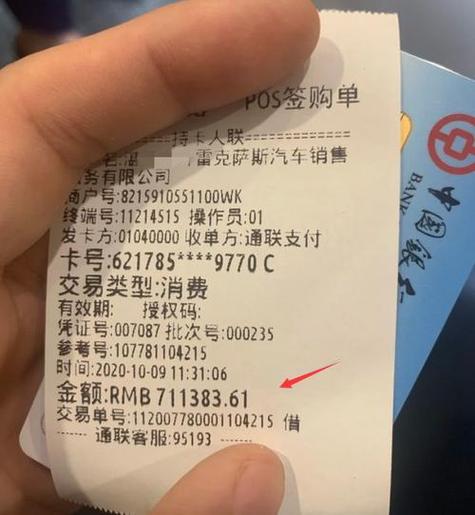 POS签购单
持卡人联
名:温 雷克萨斯汽车销售
务有限公司
商户号:8215910551100WK
终端号:11214515 操作员:01
发卡方:01040000 收单方:通联支付
卡号:621785****9770 C
交易类型:消费
有效期: 授权码:
凭证号:007087 批次号:000235
参考号:107781104215
时间:2020-10-09 11:31:06
金额:RMB 711383.61
交易单号:112007780001104215 借
通联客服:95193
中国银
BANK